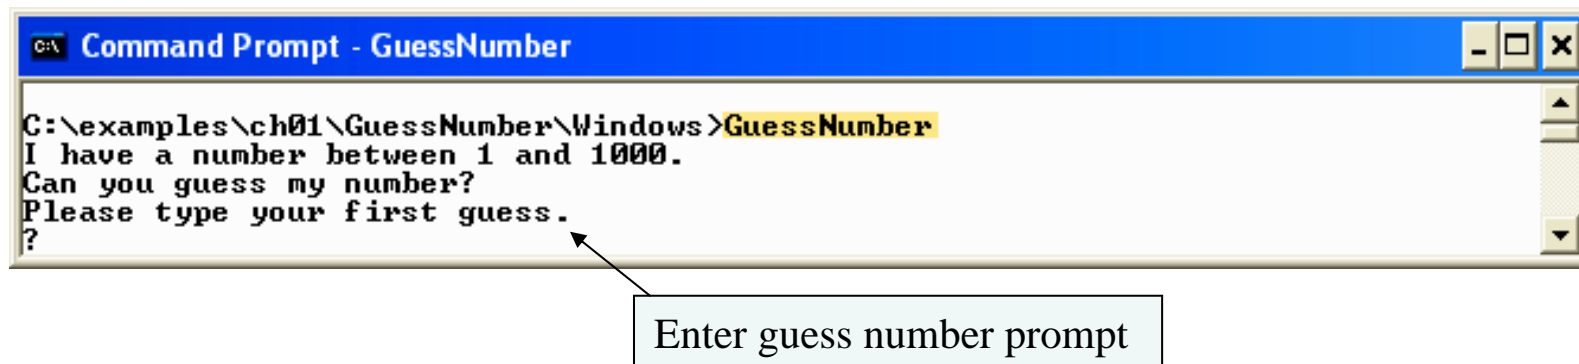 Command Prompt - GuessNumber
C:\examples\ch01\GuessNumber\Windows>GuessNumber
I have a number between 1 and 1000.
Can you guess my number?
Please type your first guess.
?
Enter guess number prompt